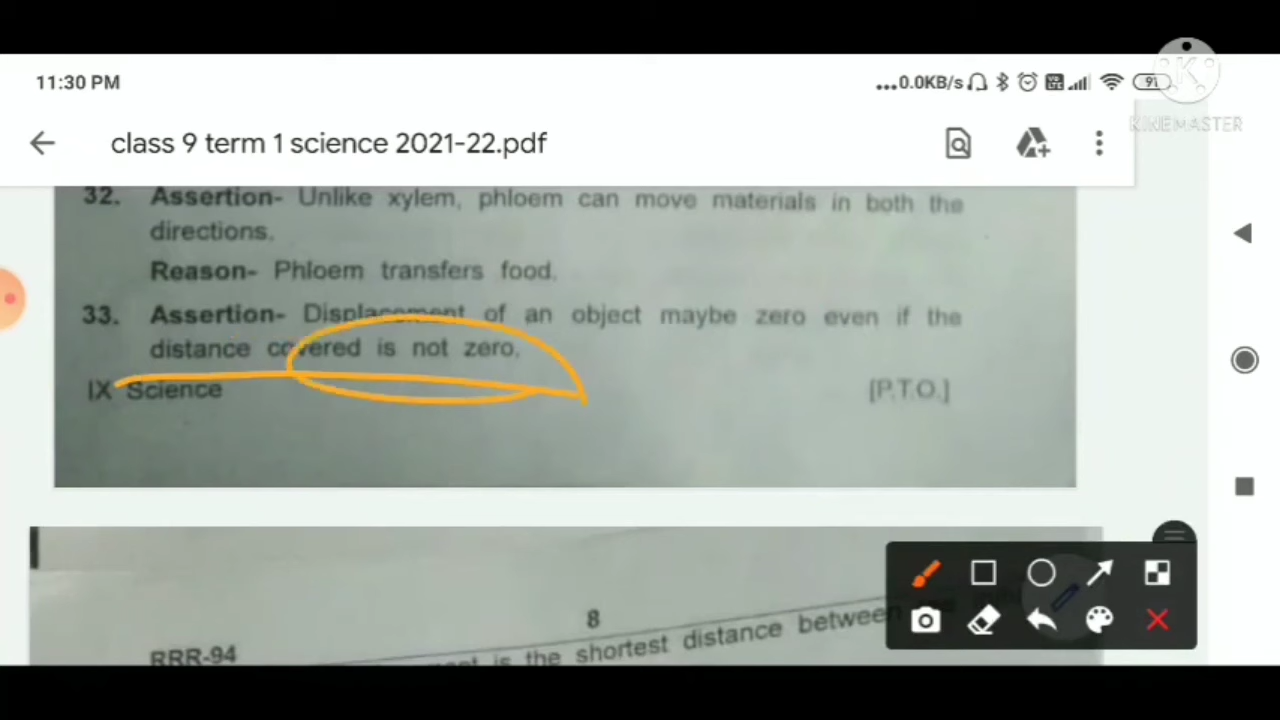 11:30 PM
...0.0KB/s
KINEMASTER
class 9 term 1 science 2021-22.pdf
32. Assertion- Unlike xylem, phloem can move materials in both the
directions.
Reason- Phloem transfers food.
33. Assertion- Displacement of an object maybe zero even if the
distance covered is not zero.
IX Science [P.T.O.]
8
RRR-94
is the shortest distance between